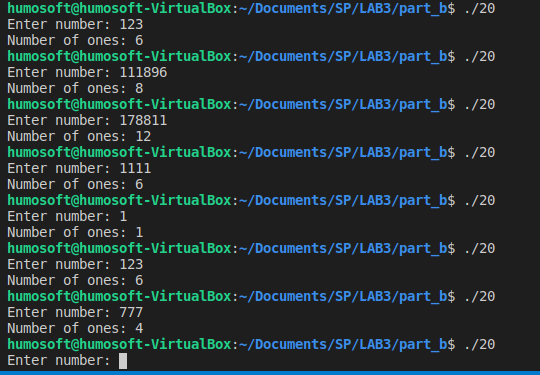 humosoft@humosoft-VirtualBox:~/Documents/SP/LAB3/part_b$ ./20
Enter number: 123
Number of ones: 6
humosoft@humosoft-VirtualBox:~/Documents/SP/LAB3/part_b$ ./20
Enter number: 111896
Number of ones: 8
humosoft@humosoft-VirtualBox:~/Documents/SP/LAB3/part_b$ ./20
Enter number: 178811
Number of ones: 12
humosoft@humosoft-VirtualBox:~/Documents/SP/LAB3/part_b$ ./20
Enter number: 1111
Number of ones: 6
humosoft@humosoft-VirtualBox:~/Documents/SP/LAB3/part_b$ ./20
Enter number: 1
Number of ones: 1
humosoft@humosoft-VirtualBox:~/Documents/SP/LAB3/part_b$ ./20
Enter number: 123
Number of ones: 6
humosoft@humosoft-VirtualBox:~/Documents/SP/LAB3/part_b$ ./20
Enter number: 777
Number of ones: 4
humosoft@humosoft-VirtualBox:~/Documents/SP/LAB3/part_b$ ./20
Enter number: